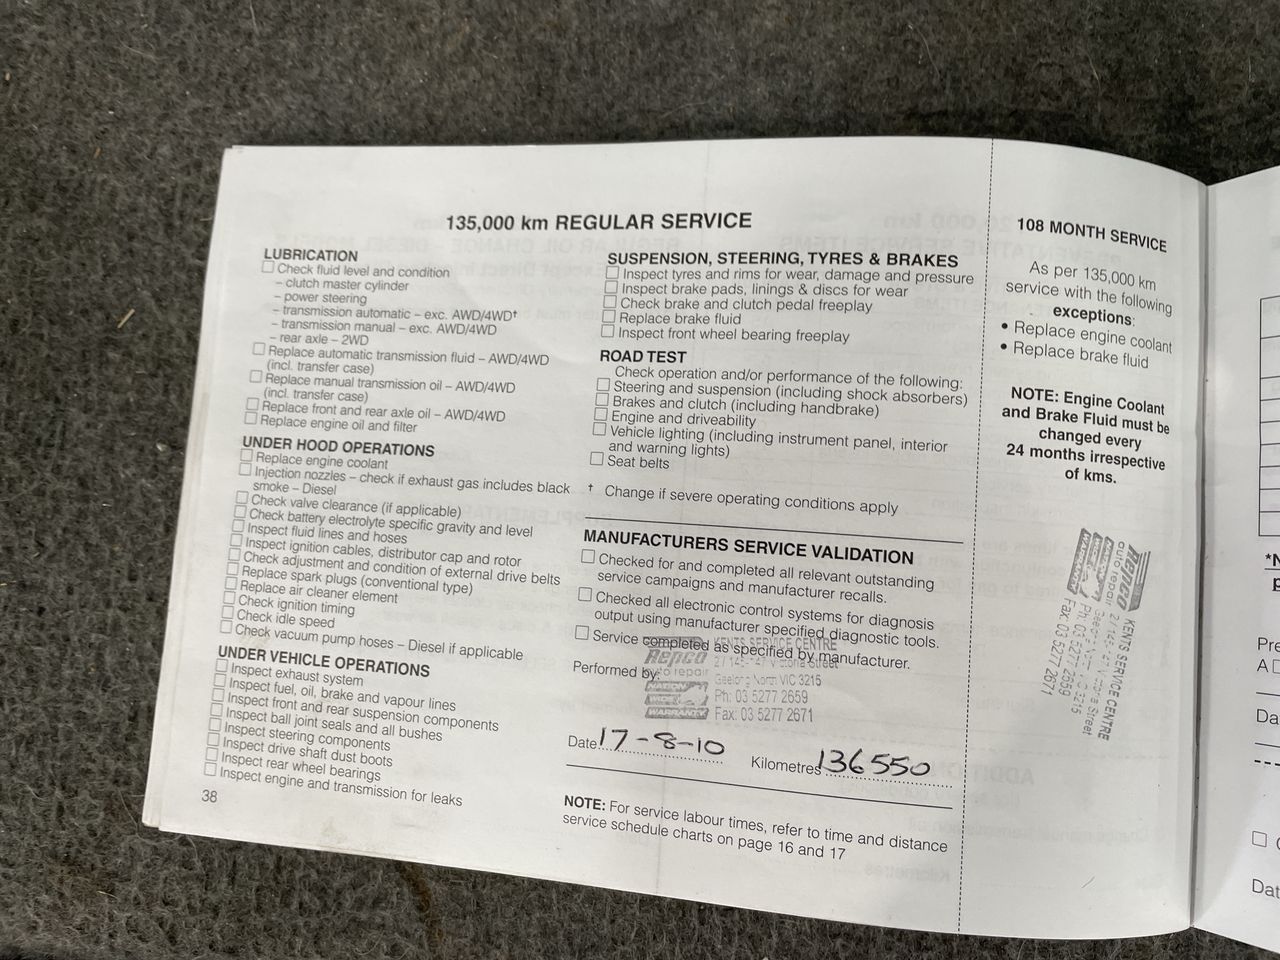 135,000 km REGULAR SERVICE
LUBRICATION
☐ Check fluid level and condition
– clutch master cylinder
– power steering
– transmission automatic – exc. AWD/4WD†
– transmission manual – exc. AWD/4WD
– rear axle – 2WD
☐ Replace automatic transmission fluid – AWD/4WD
(incl. transfer case)
☐ Replace manual transmission oil – AWD/4WD
(incl. transfer case)
☐ Replace front and rear axle oil – AWD/4WD
☐ Replace engine oil and filter
UNDER HOOD OPERATIONS
☐ Replace engine coolant
☐ Injection nozzles – check if exhaust gas includes black
smoke – Diesel
☐ Check valve clearance (if applicable)
☐ Check battery electrolyte specific gravity and level
☐ Inspect fluid lines and hoses
☐ Inspect ignition cables, distributor cap and rotor
☐ Check adjustment and condition of external drive belts
☐ Replace spark plugs (conventional type)
☐ Replace air cleaner element
☐ Check ignition timing
☐ Check idle speed
☐ Check vacuum pump hoses – Diesel if applicable
UNDER VEHICLE OPERATIONS
☐ Inspect exhaust system
☐ Inspect fuel, oil, brake and vapour lines
☐ Inspect front and rear suspension components
☐ Inspect ball joint seals and all bushes
☐ Inspect steering components
☐ Inspect drive shaft dust boots
☐ Inspect rear wheel bearings
☐ Inspect engine and transmission for leaks
38
SUSPENSION, STEERING, TYRES & BRAKES
☐ Inspect tyres and rims for wear, damage and pressure
☐ Inspect brake pads, linings & discs for wear
☐ Check brake and clutch pedal freeplay
☐ Replace brake fluid
☐ Inspect front wheel bearing freeplay
ROAD TEST
Check operation and/or performance of the following:
☐ Steering and suspension (including shock absorbers)
☐ Brakes and clutch (including handbrake)
☐ Engine and driveability
☐ Vehicle lighting (including instrument panel, interior
and warning lights)
☐ Seat belts
† Change if severe operating conditions apply
MANUFACTURERS SERVICE VALIDATION
☐ Checked for and completed all relevant outstanding
service campaigns and manufacturer recalls.
☐ Checked all electronic control systems for diagnosis
output using manufacturer specified diagnostic tools.
☐ Service completed as specified by manufacturer.
Performed by:
Repco
auto repair
NATION
WIDE
WARRANTY
KENTS SERVICE CENTRE
2 / 145-147 Victoria Street
Geelong North VIC 3215
Ph: 03 5277 2659
Fax: 03 5277 2671
Date 17-8-10 Kilometres 136550
NOTE: For service labour times, refer to time and distance
service schedule charts on page 16 and 17
108 MONTH SERVICE
As per 135,000 km
service with the following
exceptions:
• Replace engine coolant
• Replace brake fluid
NOTE: Engine Coolant
and Brake Fluid must be
changed every
24 months irrespective
of kms.
Repco
auto repair
WARRANTY
KENTS SERVICE CENTRE
Ph: 03 5277 2659
Fax: 03 5277 2671